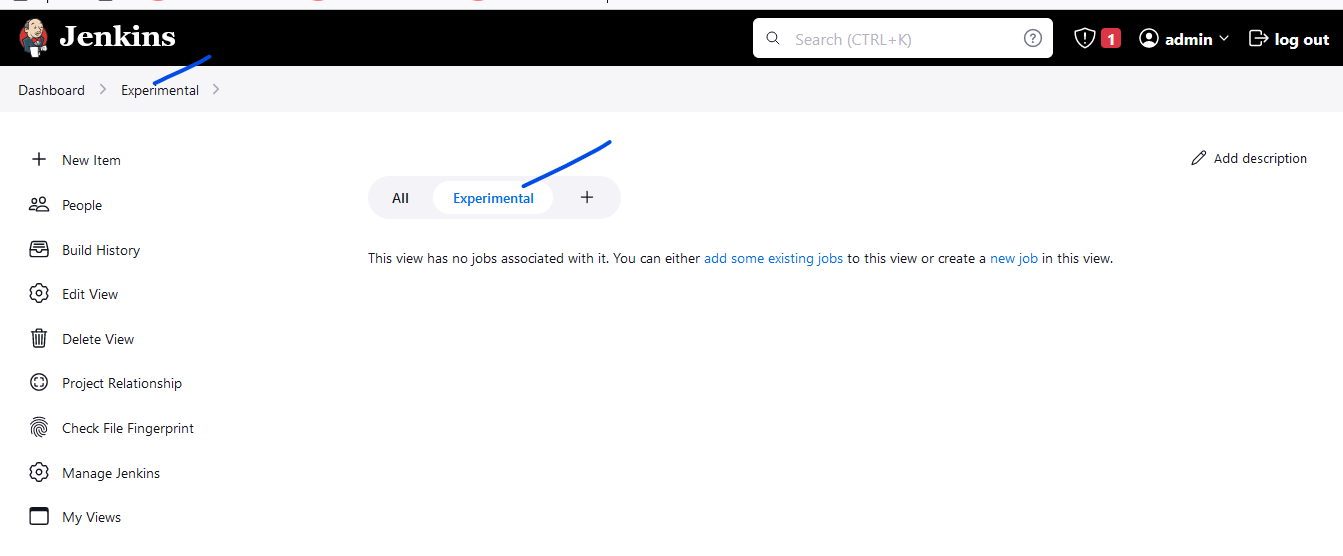 Jenkins
Search (CTRL+K)
1
admin
log out
Dashboard
Experimental
New Item
People
Build History
Edit View
Delete View
Project Relationship
Check File Fingerprint
Manage Jenkins
My Views
Add description
All
Experimental
This view has no jobs associated with it. You can either add some existing jobs to this view or create a new job in this view.